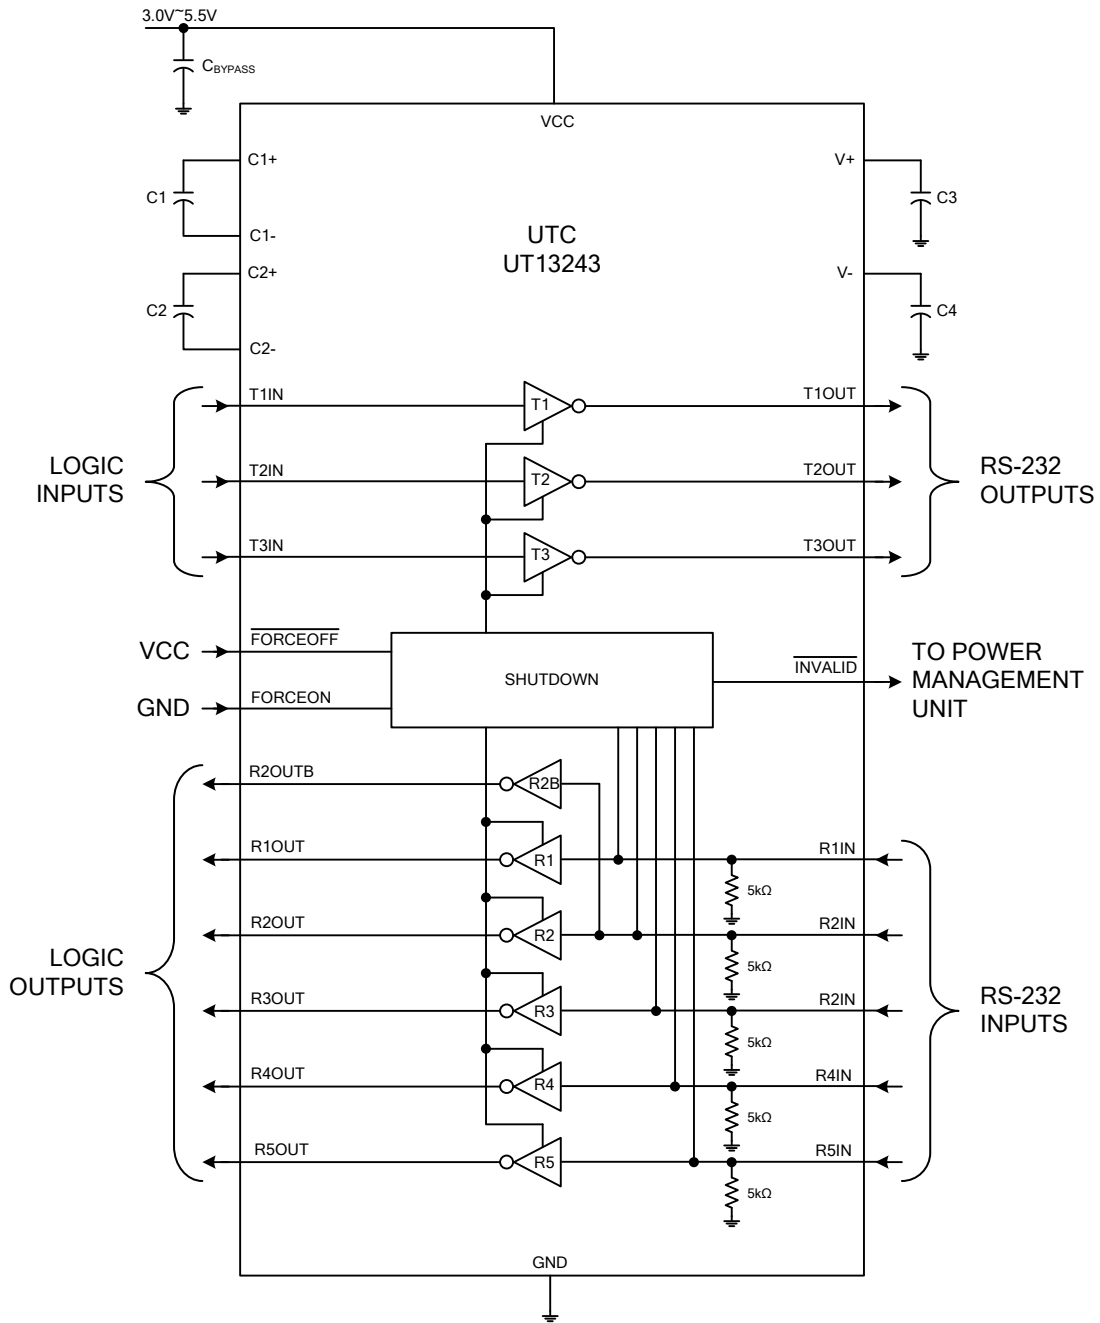 3.0V~5.5V
CBYPASS
VCC
C1+
V+
C1
C3
C1-
UTC
UT13243
C2+
V-
C2
C4
C2-
T1IN
T1
T1OUT
LOGIC
INPUTS
T2IN
T2
T2OUT
RS-232
OUTPUTS
T3IN
T3
T3OUT
VCC
FORCEOFF
SHUTDOWN
INVALID
TO POWER
MANAGEMENT
UNIT
GND
FORCEON
R2OUTB
R2B
R1OUT
R1
R1IN
5kΩ
R2OUT
R2
R2IN
5kΩ
LOGIC
OUTPUTS
R3OUT
R3
R2IN
5kΩ
RS-232
INPUTS
R4OUT
R4
R4IN
5kΩ
R5OUT
R5
R5IN
5kΩ
GND